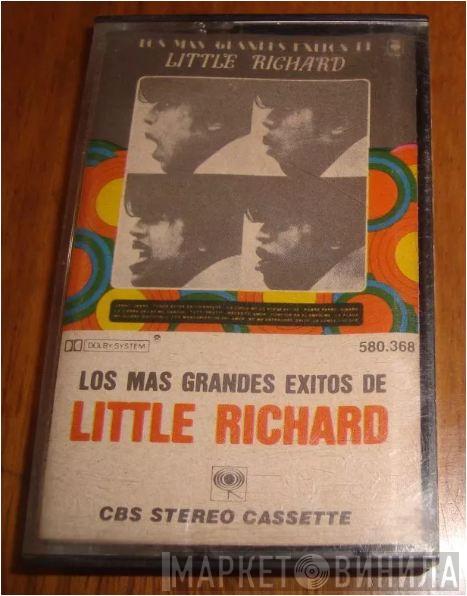 LOS MAS GRANDES EXITOS DE
LITTLE RICHARD
DOLBY SYSTEM ®
580.368
LOS MAS GRANDES EXITOS DE
LITTLE RICHARD
CBS STEREO CASSETTE
МАРКЕТ ВИНИЛА